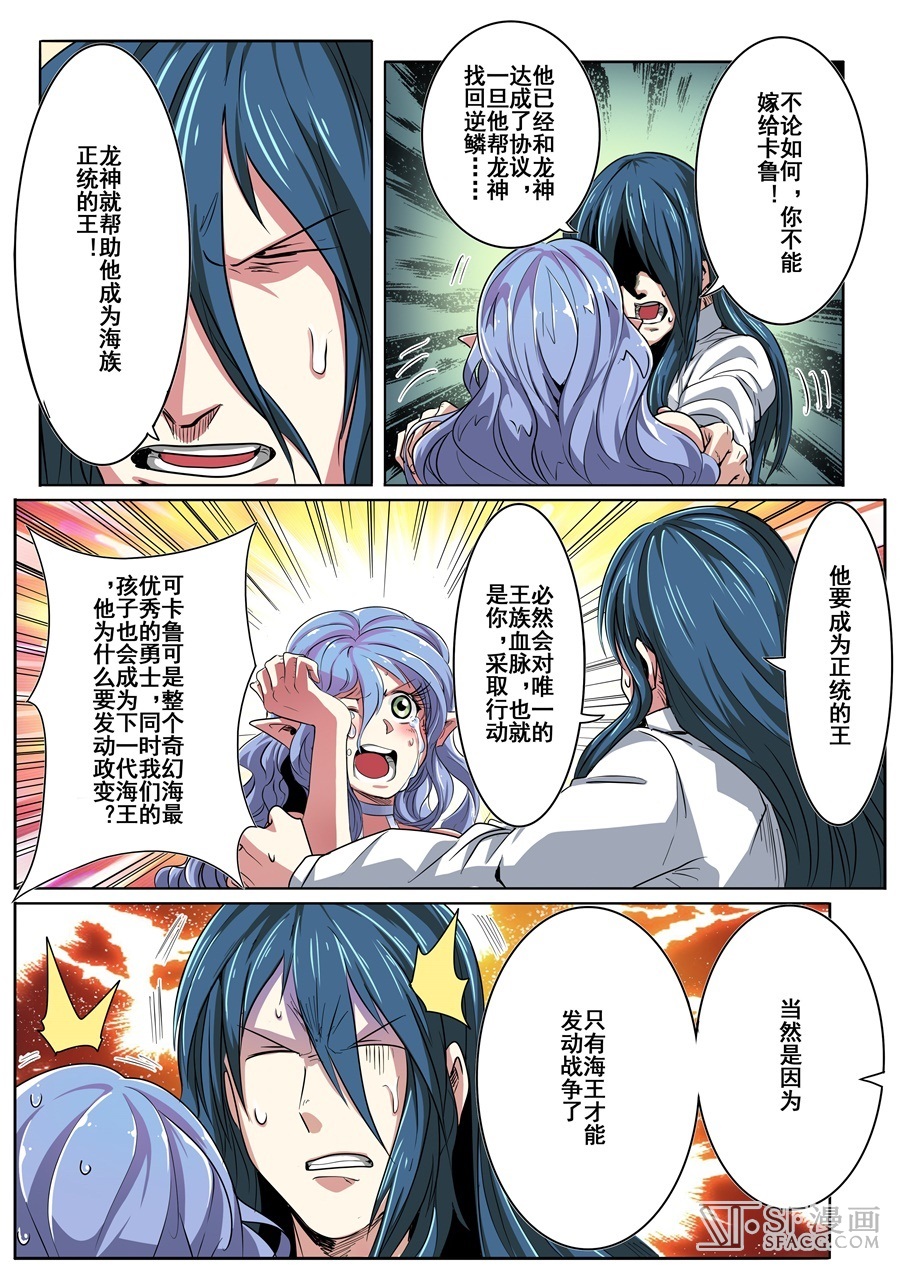 不论如何，你不能
嫁给卡鲁！
他已经和龙神
达成了协议，
一旦他帮龙神
找回逆鳞……
龙神就帮助他成为海族
正统的王！
他要成为正统的王
必然会对唯一的
王族血脉，也就
是你，采取行动
可卡鲁可是整个奇幻海最
优秀的勇士，同时我们的
孩子也会成为下一代海王
，他为什么要发动政变？
当然是因为
只有海王才能
发动战争了
SF漫画
SFACG.COM